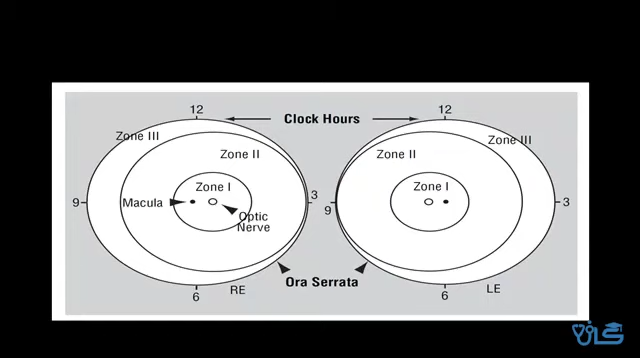 12
Clock Hours
12
Zone III
Zone II
Zone II
Zone III
Zone I
Zone I
9
Macula
3
9
3
Optic
Nerve
Ora Serrata
6
RE
6
LE